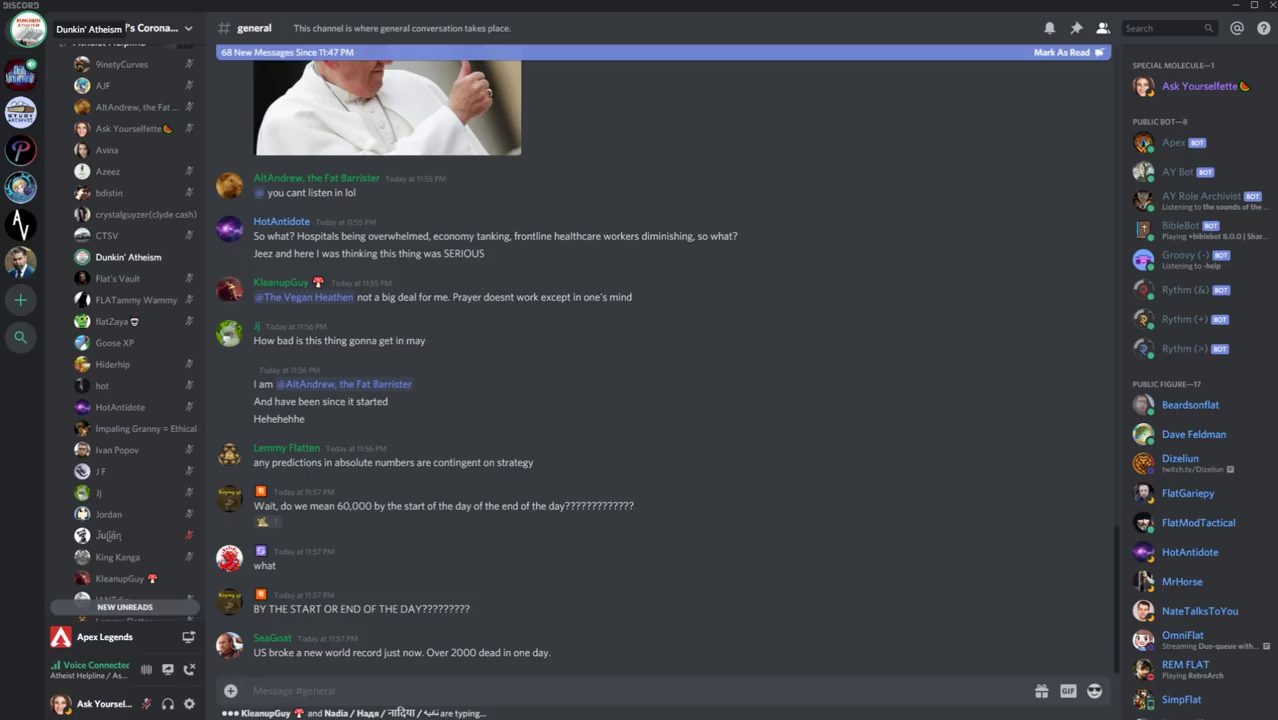 DISCORD
Dunkin' Atheism
's Corona...
# general
This channel is where general conversation takes place.
Search
68 New Messages Since 11:47 PM
Mark As Read
9inetyCurves
AJF
AltAndrew, the Fat ...
Ask Yourselfette🍉
Avina
Azeez
bdistin
crystalguyzer(clyde cash)
CTSV
Dunkin' Atheism
Flat's Vault
FLATammy Wammy
flatZaya
Goose XP
Hiderhip
hot
HotAntidote
Impaling Granny = Ethical
Ivan Popov
J F
Jj
Jordan
King Kanga
KleanupGuy 🍄
NEW UNREADS
Apex Legends
Voice Connected
Atheist Helpline / As...
Ask Yoursel...
AltAndrew, the Fat Barrister Today at 11:55 PM
@ you cant listen in lol
HotAntidote Today at 11:55 PM
So what? Hospitals being overwhelmed, economy tanking, frontline healthcare workers diminishing, so what?
Jeez and here I was thinking this thing was SERIOUS
KleanupGuy 🍄 Today at 11:55 PM
@The Vegan Heathen not a big deal for me. Prayer doesnt work except in one's mind
Jj Today at 11:56 PM
How bad is this thing gonna get in may
Today at 11:56 PM
I am @AltAndrew, the Fat Barrister
And have been since it started
Hehehehhe
Lemmy Flatten Today at 11:56 PM
any predictions in absolute numbers are contingent on strategy
Today at 11:57 PM
Wait, do we mean 60,000 by the start of the day of the end of the day?????????????
1
Today at 11:57 PM
what
Today at 11:57 PM
BY THE START OR END OF THE DAY?????????
SeaGoat Today at 11:57 PM
US broke a new world record just now. Over 2000 dead in one day.
Message #general
GIF
KleanupGuy 🍄 and Nadia / Надя / नादिया / نادیہ are typing...
SPECIAL MOLECULE—1
Ask Yourselfette🍉
PUBLIC BOT—8
Apex BOT
AY Bot BOT
AY Role Archivist BOT
Listening to the sounds of the...
BibleBot BOT
Playing +biblebot 8.0.0 | Shar...
Groovy (-) BOT
Listening to -help
Rythm (&) BOT
Rythm (+) BOT
Rythm (>) BOT
PUBLIC FIGURE—17
Beardsonflat
Dave Feldman
Dizeliun
twitch.tv/Dizeliun
FlatGariepy
FlatModTactical
HotAntidote
MrHorse
NateTalksToYou
OmniFlat
Streaming Duo-queue with...
REM FLAT
Playing RetroArch
SimpFlat